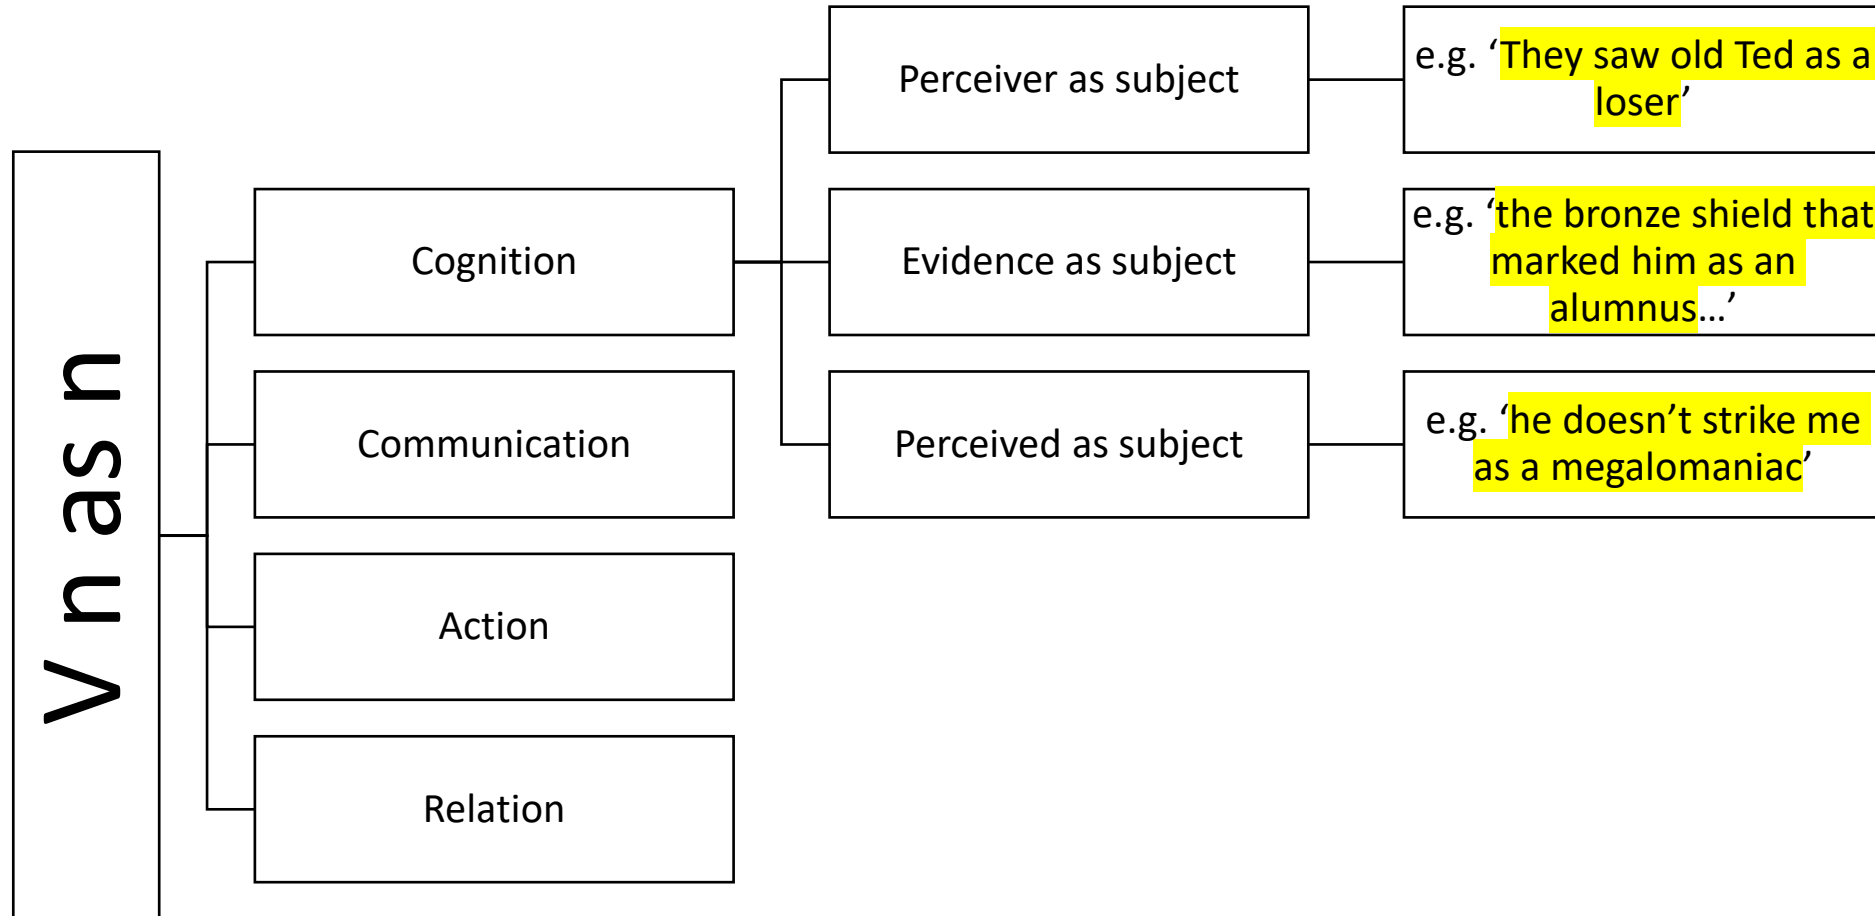 V n as n
Cognition
Communication
Action
Relation
Perceiver as subject
Evidence as subject
Perceived as subject
e.g. ‘They saw old Ted as a
loser’
e.g. ‘the bronze shield that
marked him as an
alumnus...’
e.g. ‘he doesn’t strike me
as a megalomaniac’